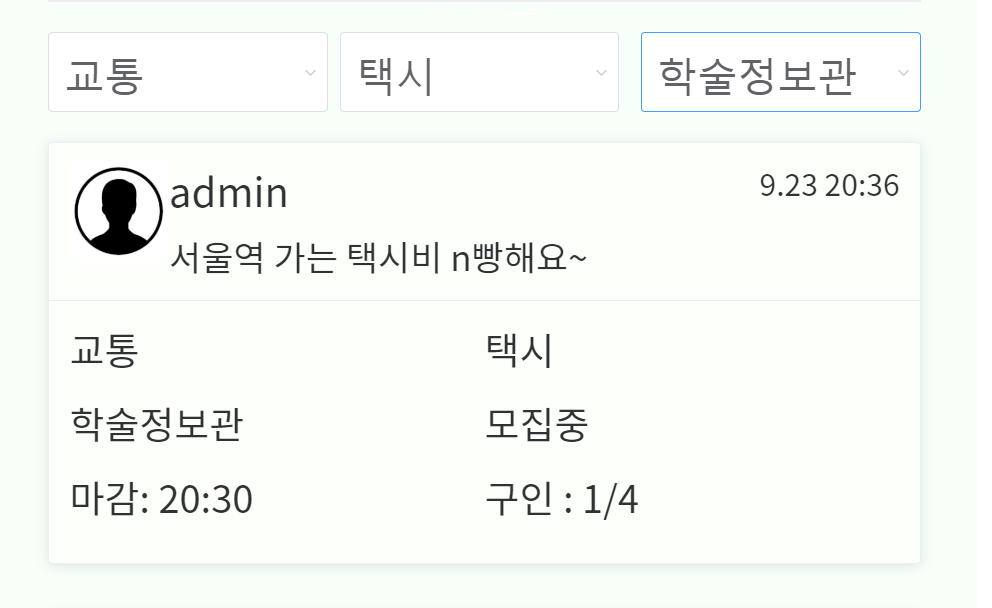 교통 택시 학술정보관
admin 9.23 20:36
서울역 가는 택시비 n빵해요~
교통 택시
학술정보관 모집중
마감: 20:30 구인 : 1/4